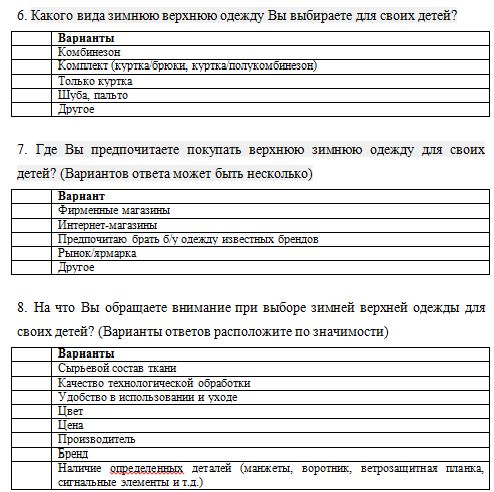 6. Какого вида зимнюю верхнюю одежду Вы выбираете для своих детей?
Варианты
Комбинезон
Комплект (куртка/брюки, куртка/полукомбинезон)
Только куртка
Шуба, пальто
Другое
7. Где Вы предпочитаете покупать верхнюю зимнюю одежду для своих
детей? (Вариантов ответа может быть несколько)
Вариант
Фирменные магазины
Интернет-магазины
Предпочитаю брать б/у одежду известных брендов
Рынок/ярмарка
Другое
8. На что Вы обращаете внимание при выборе зимней верхней одежды для
своих детей? (Варианты ответов расположите по значимости)
Варианты
Сырьевой состав ткани
Качество технологической обработки
Удобство в использовании и уходе
Цвет
Цена
Производитель
Бренд
Наличие определенных деталей (манжеты, воротник, ветрозащитная планка,
сигнальные элементы и т.д.)